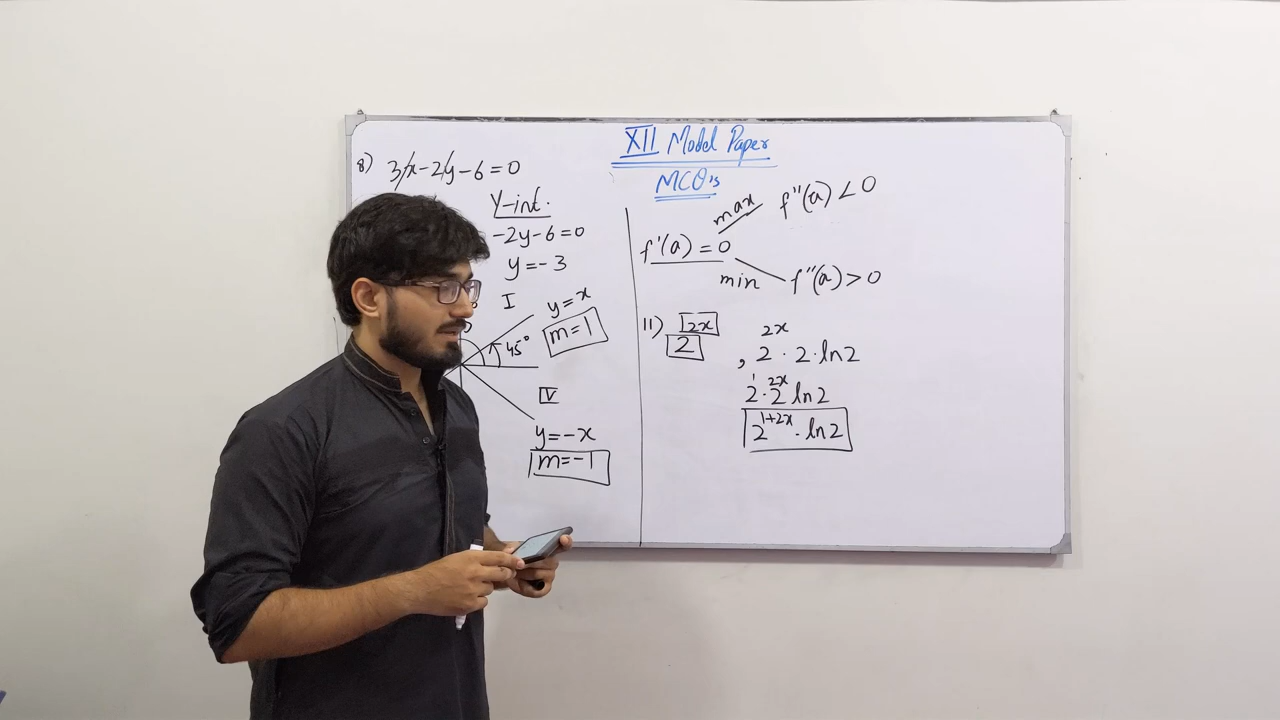 XII Model Paper
MCQ's
8) 3x-2y-6=0
Y-int.
-2y-6=0
y=-3
I
y=x
m=1
45°
IV
y=-x
m=-1
max f''(a)<0
f'(a)=0
min f''(a)>0
11) 2^{2x} , 2^{2x}·2·ln2
2^1·2^{2x} ln2
2^{1+2x}·ln2